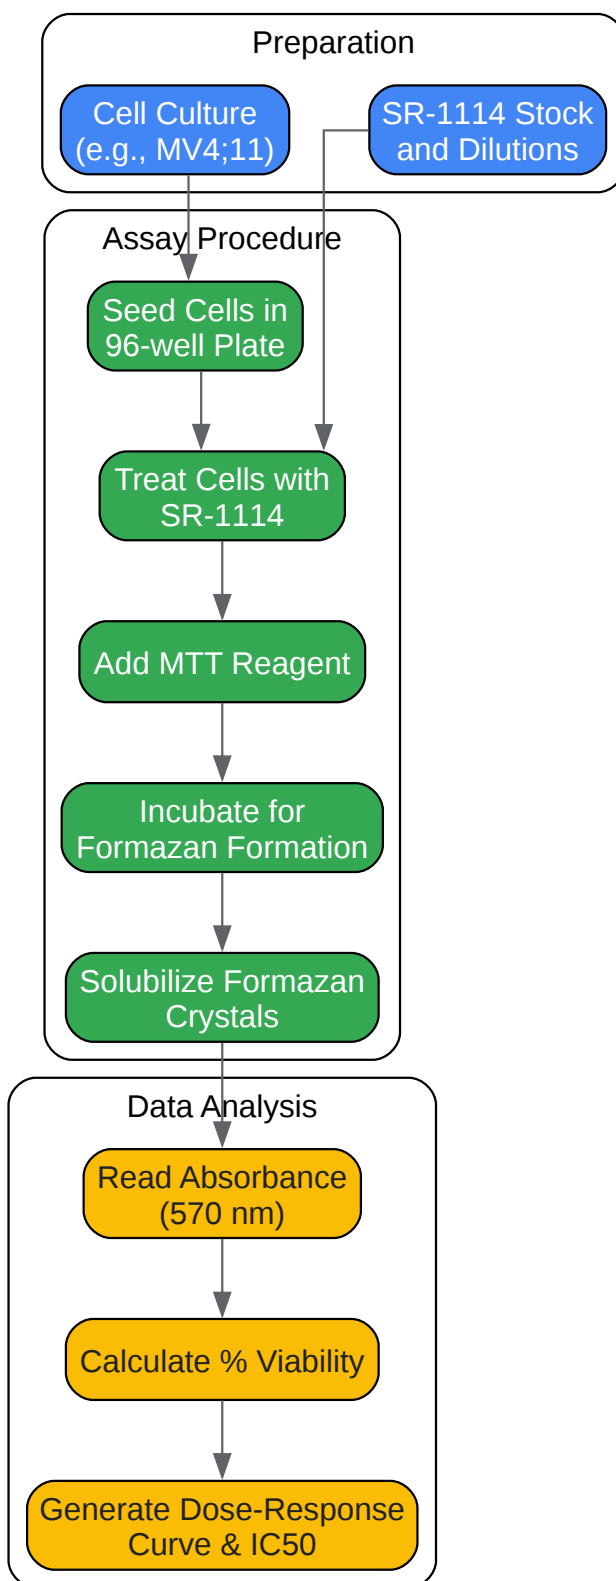 Preparation
Cell Culture
(e.g., MV4;11)
SR-1114 Stock
and Dilutions
Assay Procedure
Seed Cells in
96-well Plate
Treat Cells with
SR-1114
Add MTT Reagent
Incubate for
Formazan Formation
Solubilize Formazan
Crystals
Data Analysis
Read Absorbance
(570 nm)
Calculate % Viability
Generate Dose-Response
Curve & IC50